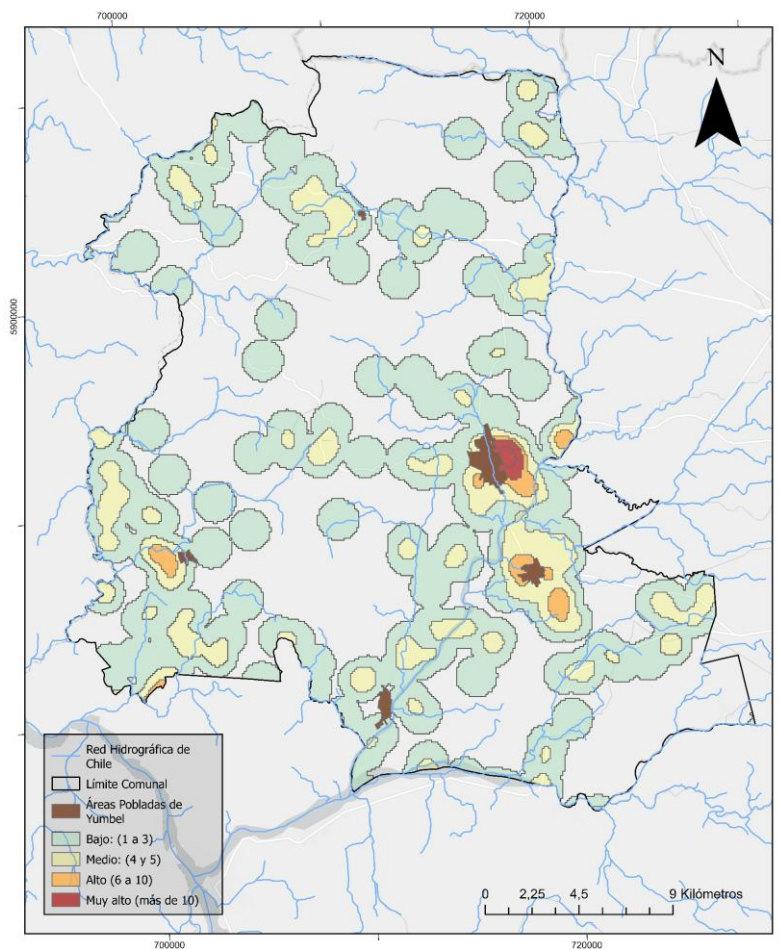 700000
720000
N
5900000
Red Hidrográfica de
Chile
Límite Comunal
Áreas Pobladas de
Yumbel
Bajo: (1 a 3)
Medio: (4 y 5)
Alto (6 a 10)
Muy alto (más de 10)
0 2,25 4,5 9 Kilómetros
700000
720000